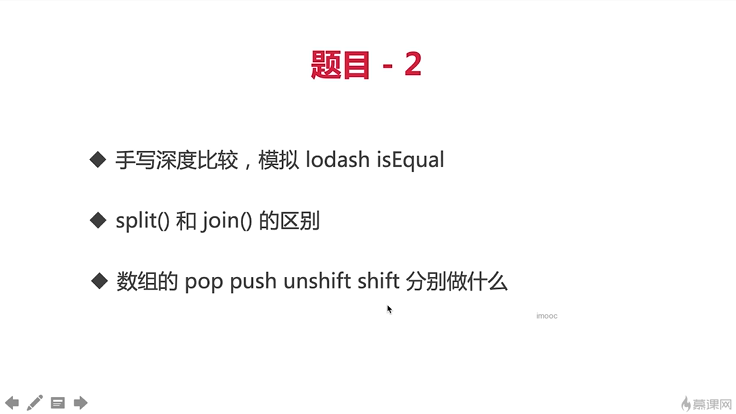 题目 - 2
手写深度比较，模拟 lodash isEqual
split() 和 join() 的区别
数组的 pop push unshift shift 分别做什么
imooc
慕课网